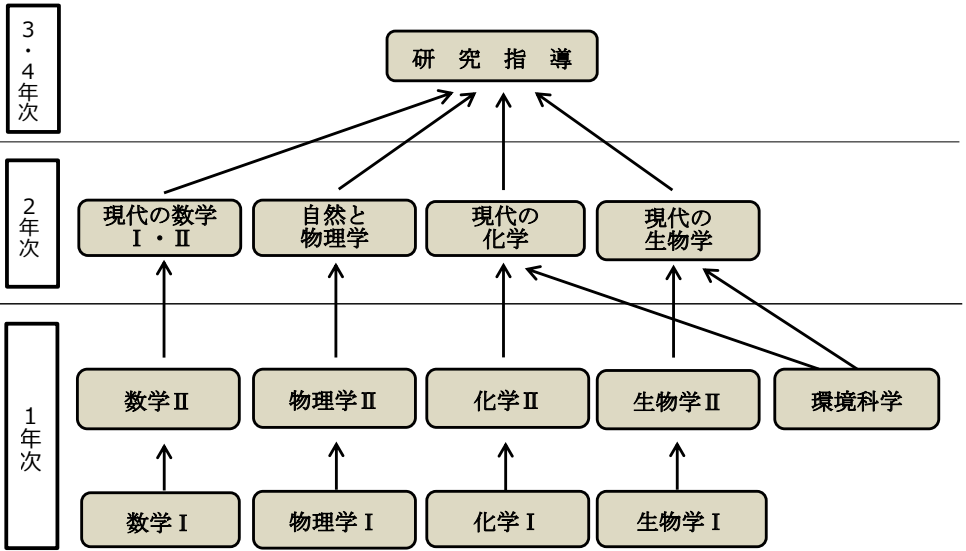 3・4年次
研　究　指　導
2年次
現代の数学
Ⅰ・Ⅱ
自然と
物理学
現代の
化学
現代の
生物学
1年次
数学Ⅱ
物理学Ⅱ
化学Ⅱ
生物学Ⅱ
環境科学
数学Ⅰ
物理学Ⅰ
化学Ⅰ
生物学Ⅰ